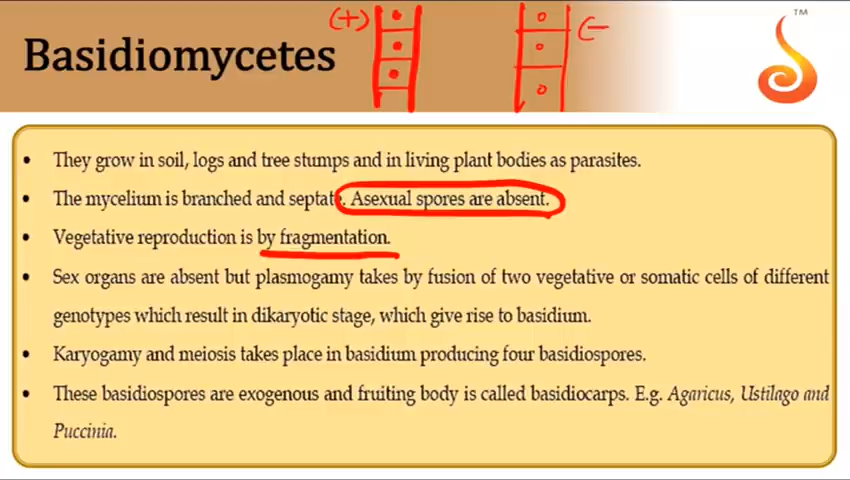 (+)
(-
TM
Basidiomycetes
• They grow in soil, logs and tree stumps and in living plant bodies as parasites.
• The mycelium is branched and septate. Asexual spores are absent.
• Vegetative reproduction is by fragmentation.
• Sex organs are absent but plasmogamy takes by fusion of two vegetative or somatic cells of different
genotypes which result in dikaryotic stage, which give rise to basidium.
• Karyogamy and meiosis takes place in basidium producing four basidiospores.
• These basidiospores are exogenous and fruiting body is called basidiocarps. E.g. Agaricus, Ustilago and
Puccinia.